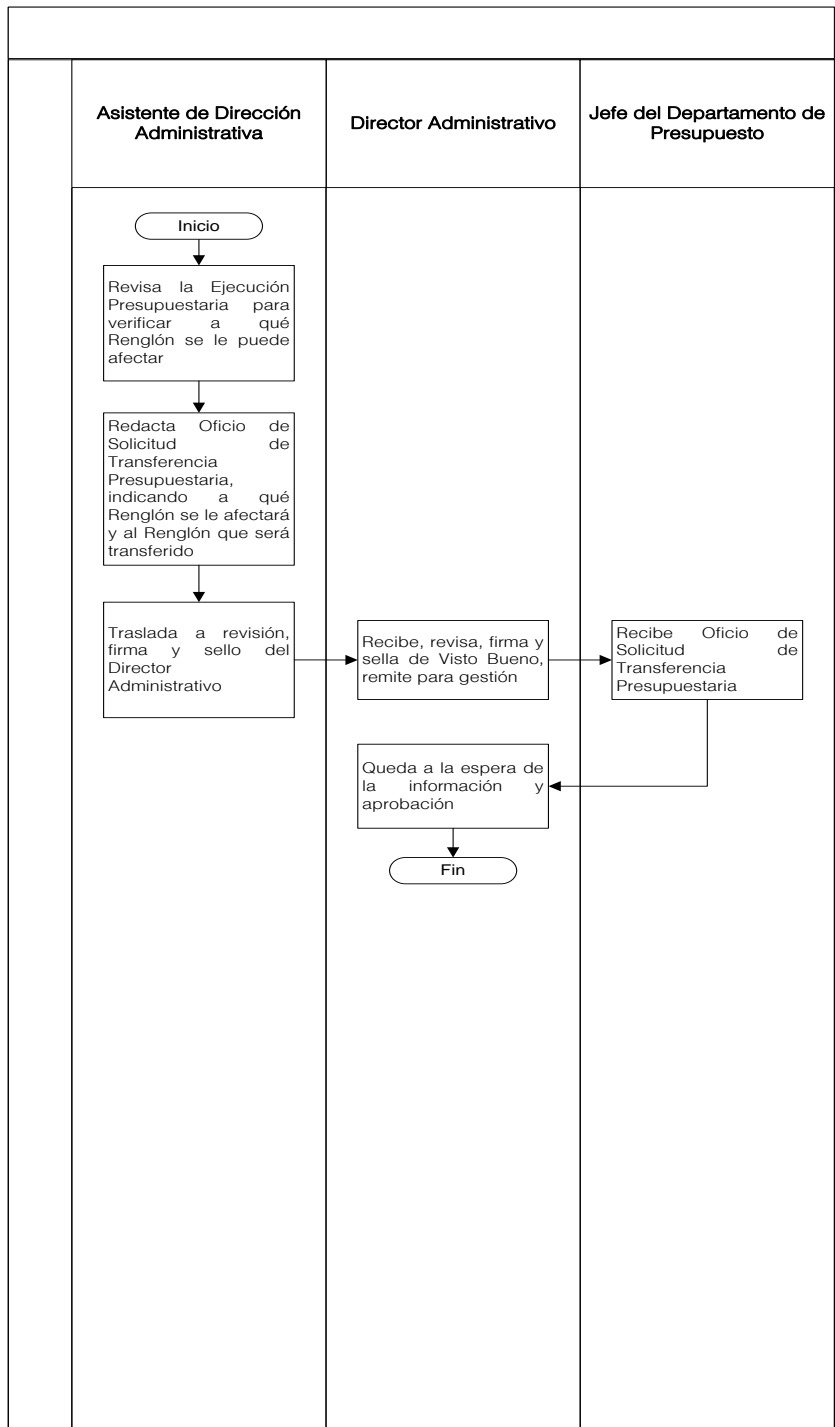 Asistente de Dirección
Administrativa
Director Administrativo
Jefe del Departamento de
Presupuesto
Inicio
Revisa la Ejecución
Presupuestaria para
verificar a qué
Renglón se le puede
afectar
Redacta Oficio de
Solicitud de
Transferencia
Presupuestaria,
indicando a qué
Renglón se le afectará
y al Renglón que será
transferido
Traslada a revisión,
firma y sello del
Director
Administrativo
Recibe, revisa, firma y
sella de Visto Bueno,
remite para gestión
Recibe Oficio de
Solicitud de
Transferencia
Presupuestaria
Queda a la espera de
la información y
aprobación
Fin